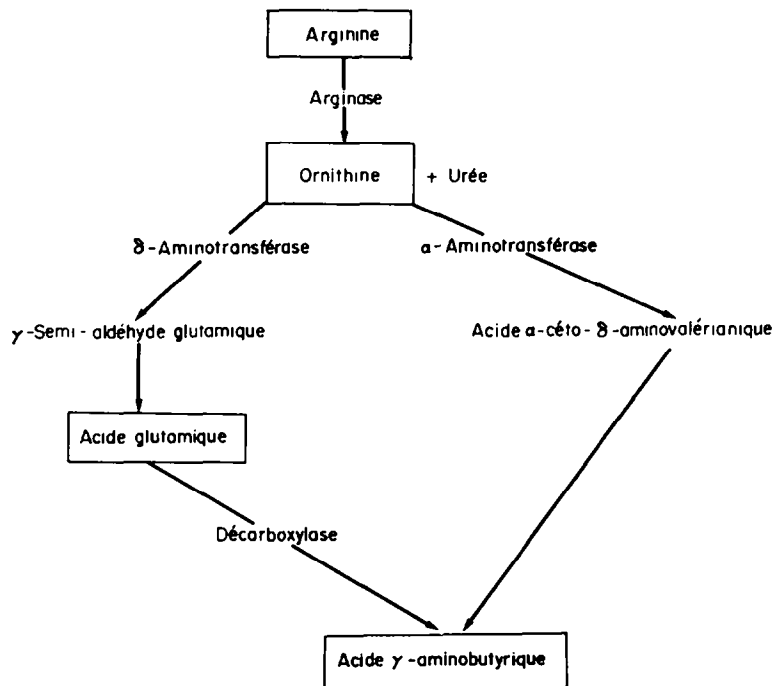 Arginine
Arginase
Ornithine + Urée
δ-Aminotransférase α-Aminotransférase
γ-Semi-aldéhyde glutamique Acide α-céto-δ-aminovalérianique
Acide glutamique
Décarboxylase
Acide γ-aminobutyrique